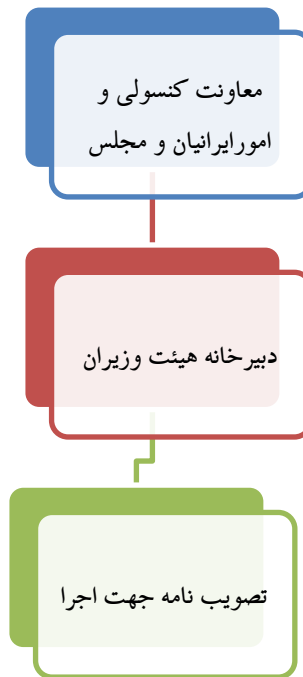 معاونت کنسولی و
امورایرانیان و مجلس
دبیرخانه هیئت وزیران
تصویب نامه جهت اجرا